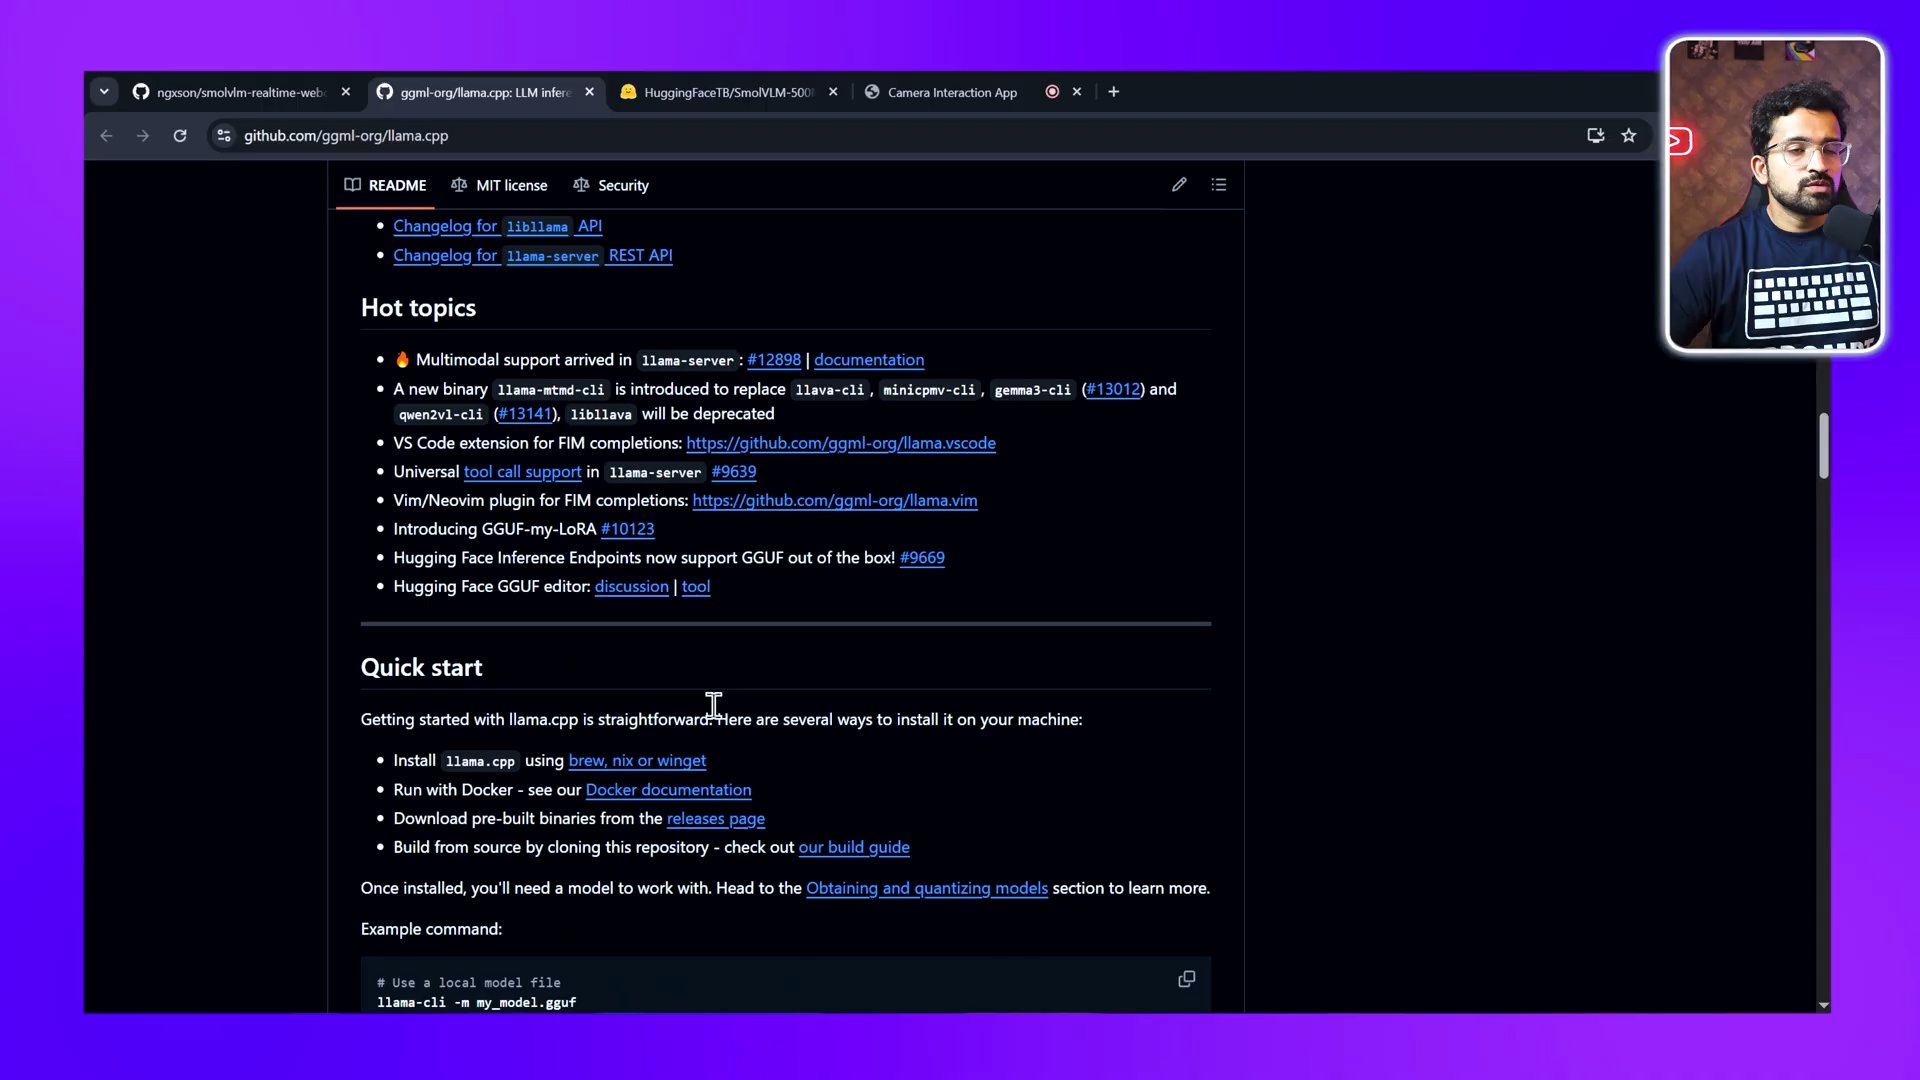 ngxson/smolvlm-realtime-webc
ggml-org/llama.cpp: LLM infere
HuggingFaceTB/SmolVLM-500M
Camera Interaction App
github.com/ggml-org/llama.cpp
README
MIT license
Security
Changelog for libllama API
Changelog for llama-server REST API
Hot topics
🔥 Multimodal support arrived in llama-server : #12898 | documentation
A new binary llama-mtmd-cli is introduced to replace llava-cli , minicpmv-cli , gemma3-cli (#13012) and
qwen2vl-cli (#13141), libllava will be deprecated
VS Code extension for FIM completions: https://github.com/ggml-org/llama.vscode
Universal tool call support in llama-server #9639
Vim/Neovim plugin for FIM completions: https://github.com/ggml-org/llama.vim
Introducing GGUF-my-LoRA #10123
Hugging Face Inference Endpoints now support GGUF out of the box! #9669
Hugging Face GGUF editor: discussion | tool
Quick start
Getting started with llama.cpp is straightforward. Here are several ways to install it on your machine:
Install llama.cpp using brew, nix or winget
Run with Docker - see our Docker documentation
Download pre-built binaries from the releases page
Build from source by cloning this repository - check out our build guide
Once installed, you'll need a model to work with. Head to the Obtaining and quantizing models section to learn more.
Example command:
# Use a local model file
llama-cli -m my_model.gguf